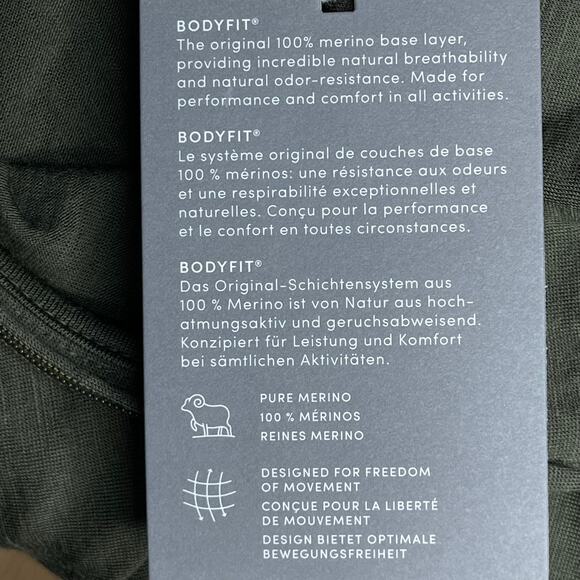 BODYFIT®
The original 100% merino base layer,
providing incredible natural breathability
and natural odor-resistance. Made for
performance and comfort in all activities.
BODYFIT®
Le système original de couches de base
100 % mérinos: une résistance aux odeurs
et une respirabilité exceptionnelles et
naturelles. Conçu pour la performance
et le confort en toutes circonstances.
BODYFIT®
Das Original-Schichtensystem aus
100 % Merino ist von Natur aus hoch-
atmungsaktiv und geruchsabweisend.
Konzipiert für Leistung und Komfort
bei sämtlichen Aktivitäten.
PURE MERINO
100 % MÉRINOS
REINES MERINO
DESIGNED FOR FREEDOM
OF MOVEMENT
CONÇUE POUR LA LIBERTÉ
DE MOUVEMENT
DESIGN BIETET OPTIMALE
BEWEGUNGSFREIHEIT